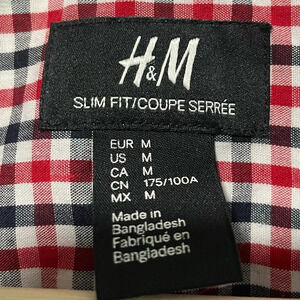 H&M
SLIM FIT/COUPE SERRÉE
EUR M
US M
CA M
CN 175/100A
MX M
Made in
Bangladesh
Fabriqué en
Bangladesh